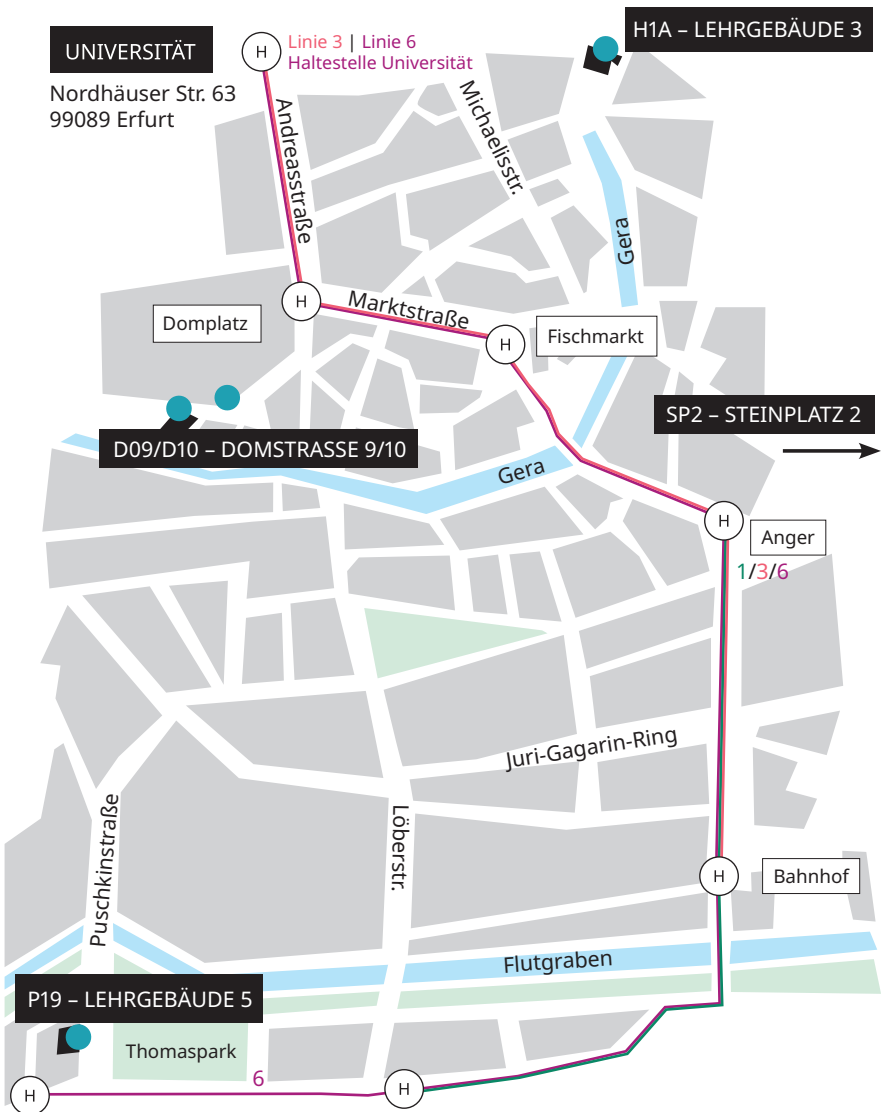 UNIVERSITÄT
Nordhäuser Str. 63
99089 Erfurt
H
Linie 3 | Linie 6
Haltestelle Universität
H1A – LEHRGEBÄUDE 3
Andreasstraße
Michaelisstr.
Gera
H
Domplatz
Marktstraße
H
Fischmarkt
SP2 – STEINPLATZ 2
D09/D10 – DOMSTRASSE 9/10
Gera
H
Anger
1/3/6
Juri-Gagarin-Ring
Puschkinstraße
Löberstr.
H
Bahnhof
Flutgraben
P19 – LEHRGEBÄUDE 5
Thomaspark
6
H
H